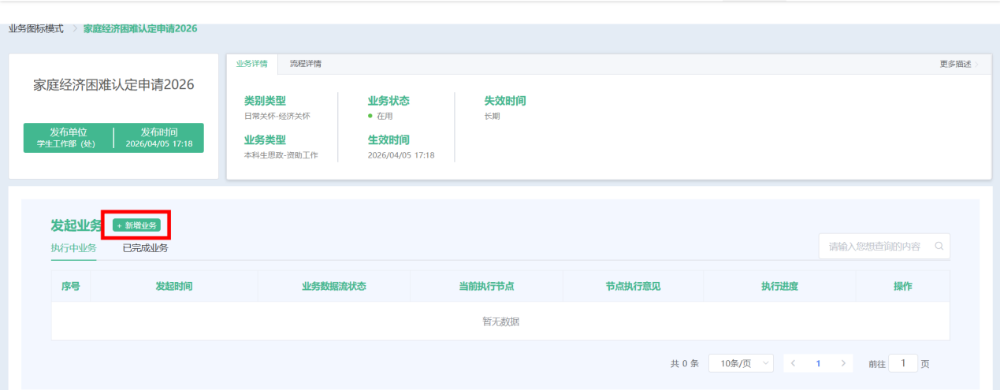 业务图标模式 > 家庭经济困难认定申请2026
家庭经济困难认定申请2026
发布单位 发布时间
学生工作部（处） 2026/04/05 17:18
业务详情 流程详情 更多描述 >
类别类型 业务状态 失效时间
日常关怀-经济关怀 在用 长期
业务类型 生效时间
本科生思政-资助工作 2026/04/05 17:18
发起业务 + 新增业务
执行中业务 已完成业务 请输入您想查询的内容
序号 发起时间 业务数据流状态 当前执行节点 节点执行意见 执行进度 操作
暂无数据
共 0 条 10条/页 < 1 > 前往 1 页